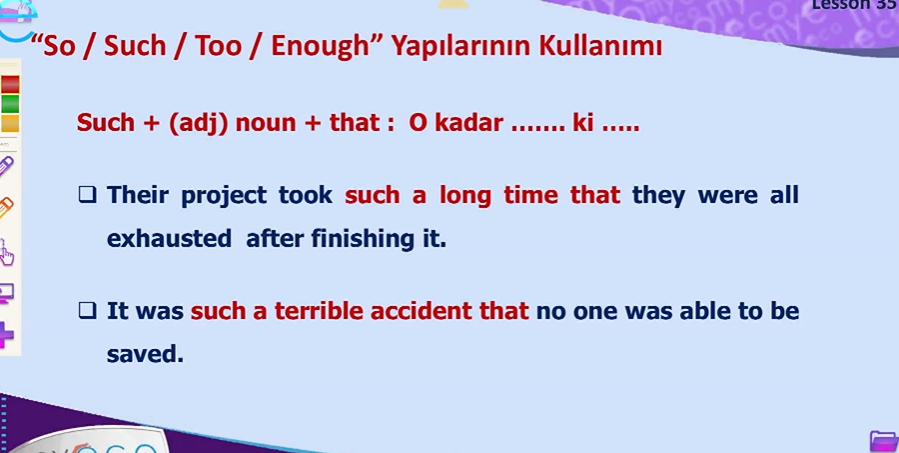 Lesson 35
“So / Such / Too / Enough” Yapılarının Kullanımı
Such + (adj) noun + that : O kadar ....... ki .....
❑ Their project took such a long time that they were all
exhausted after finishing it.
❑ It was such a terrible accident that no one was able to be
saved.